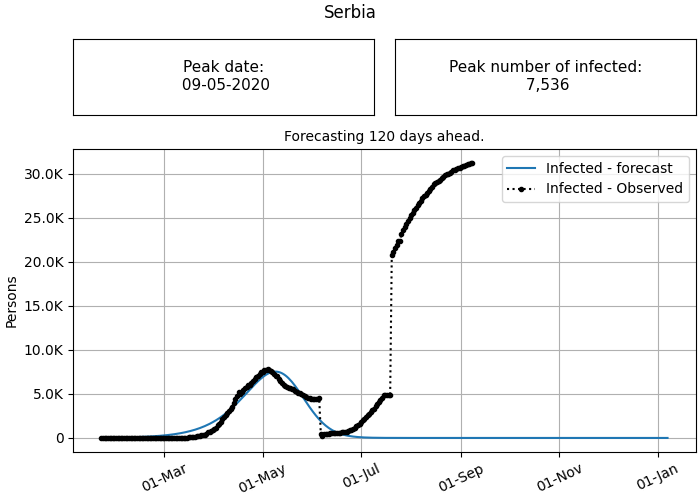 Serbia
Peak date:
09-05-2020
Peak number of infected:
7,536
Forecasting 120 days ahead.
Infected - forecast
Infected - Observed
30.0K
25.0K
20.0K
15.0K
10.0K
5.0K
0
Persons
01-Mar
01-May
01-Jul
01-Sep
01-Nov
01-Jan